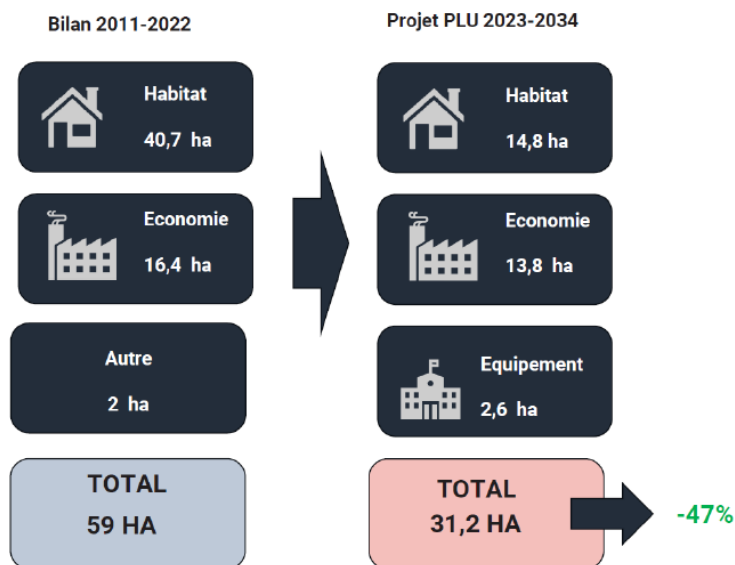 Bilan 2011-2022
Projet PLU 2023-2034
Habitat
40,7 ha
Habitat
14,8 ha
Economie
16,4 ha
Economie
13,8 ha
Autre
2 ha
Equipement
2,6 ha
TOTAL
59 HA
TOTAL
31,2 HA
-47%